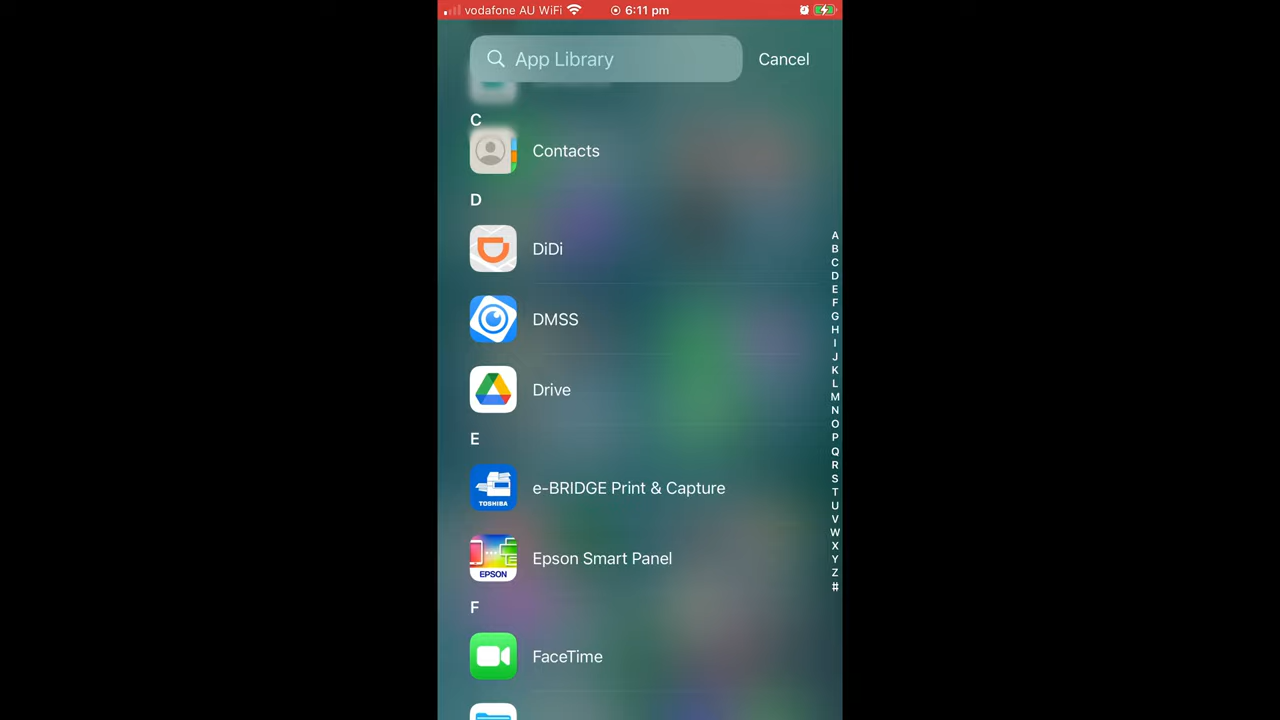 vodafone AU WiFi 6:11 pm
App Library Cancel
C
Contacts
D
DiDi
DMSS
Drive
E
TOSHIBA e-BRIDGE Print & Capture
EPSON Epson Smart Panel
F
FaceTime
A
B
C
D
E
F
G
H
I
J
K
L
M
N
O
P
Q
R
S
T
U
V
W
X
Y
Z
#